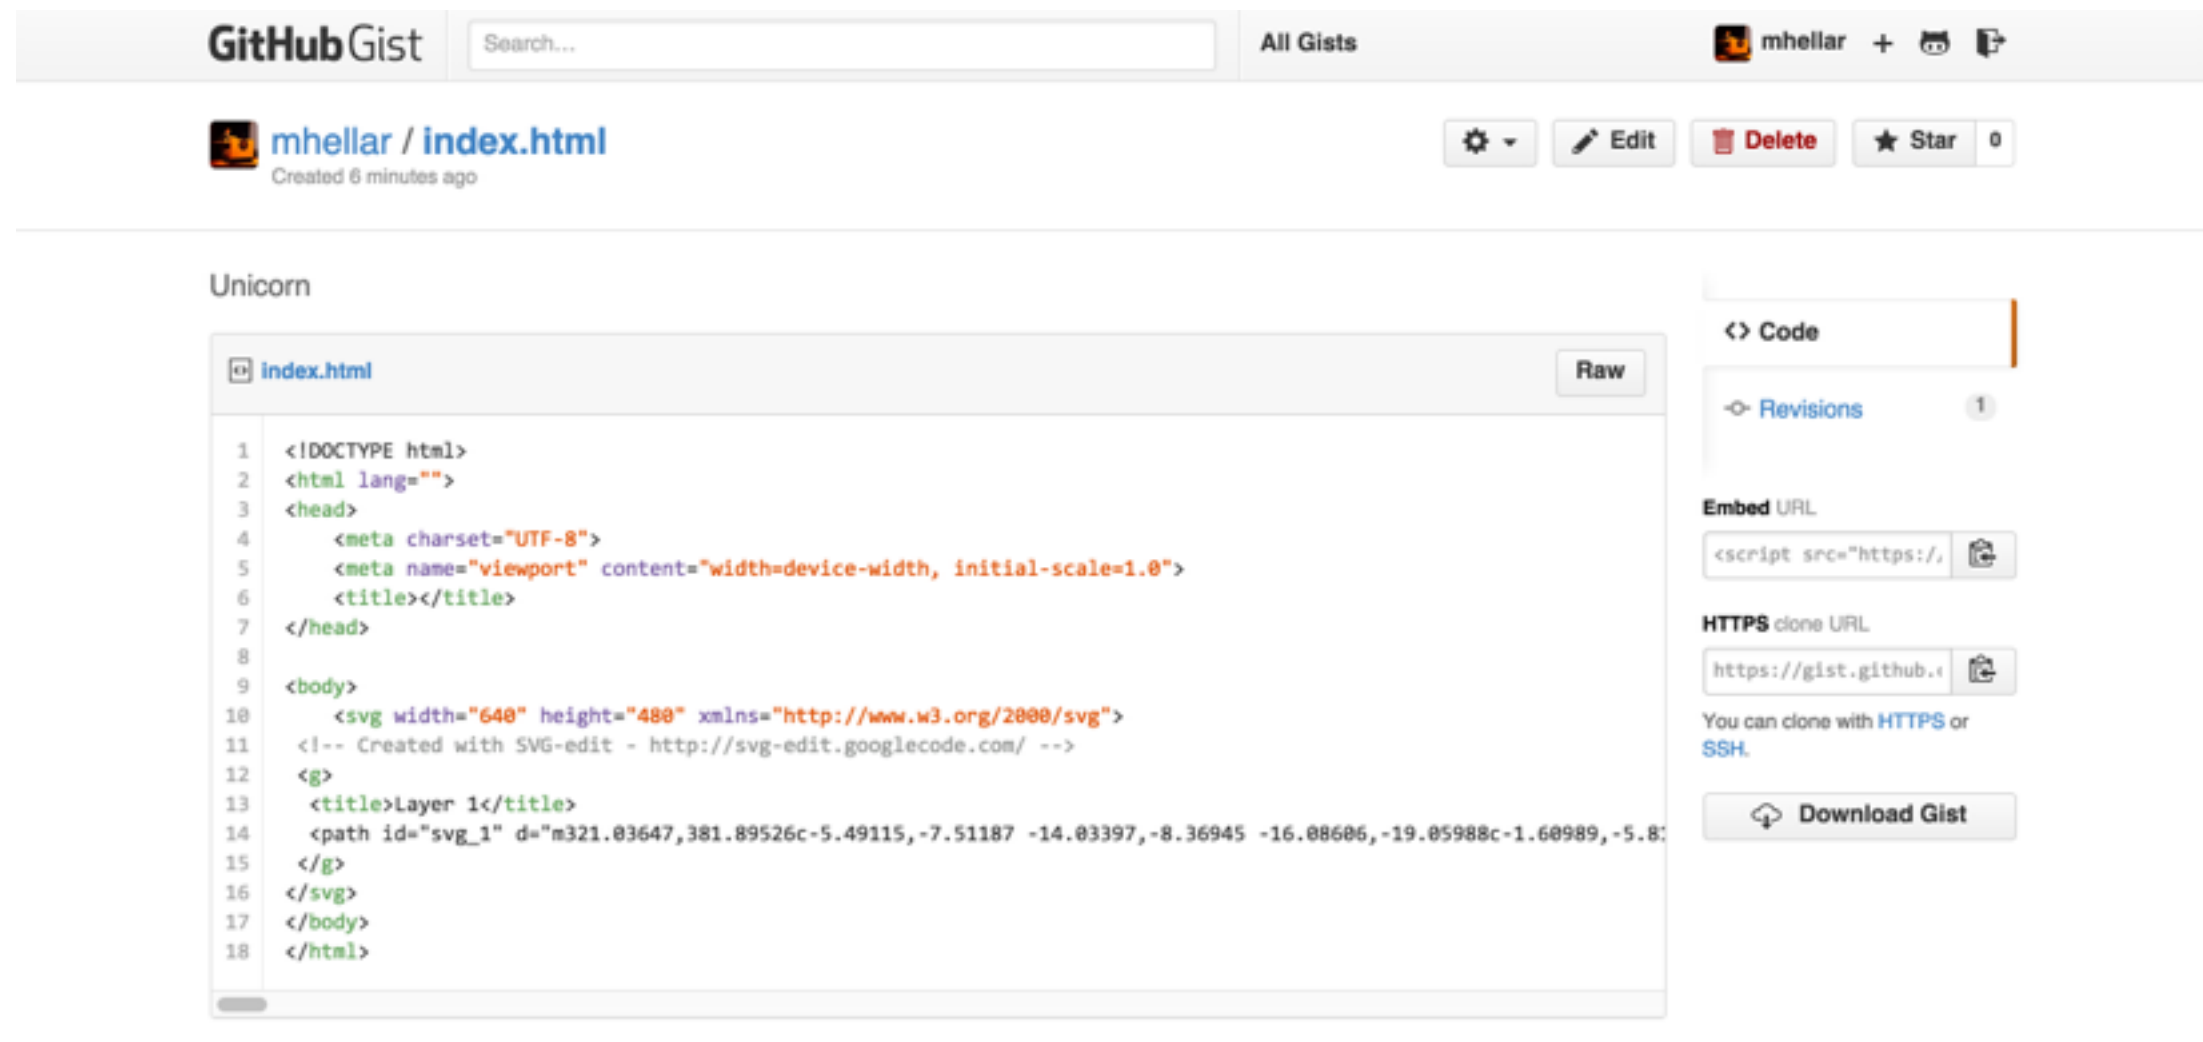 GitHub Gist Search... All Gists mhellar
mhellar / index.html Edit Delete Star 0
Created 6 minutes ago
Unicorn
index.html Raw
1 <!DOCTYPE html>
2 <html lang="">
3 <head>
4     <meta charset="UTF-8">
5     <meta name="viewport" content="width=device-width, initial-scale=1.0">
6     <title></title>
7 </head>
8
9 <body>
10     <svg width="640" height="480" xmlns="http://www.w3.org/2000/svg">
11  <!-- Created with SVG-edit - http://svg-edit.googlecode.com/ -->
12  <g>
13   <title>Layer 1</title>
14   <path id="svg_1" d="m321.03647,381.89526c-5.49115,-7.51187 -14.03397,-8.36945 -16.08606,-19.05988c-1.60989,-5.8
15  </g>
16 </svg>
17 </body>
18 </html>
Code
Revisions 1
Embed URL
<script src="https:/
HTTPS clone URL
https://gist.github.
You can clone with HTTPS or
SSH.
Download Gist